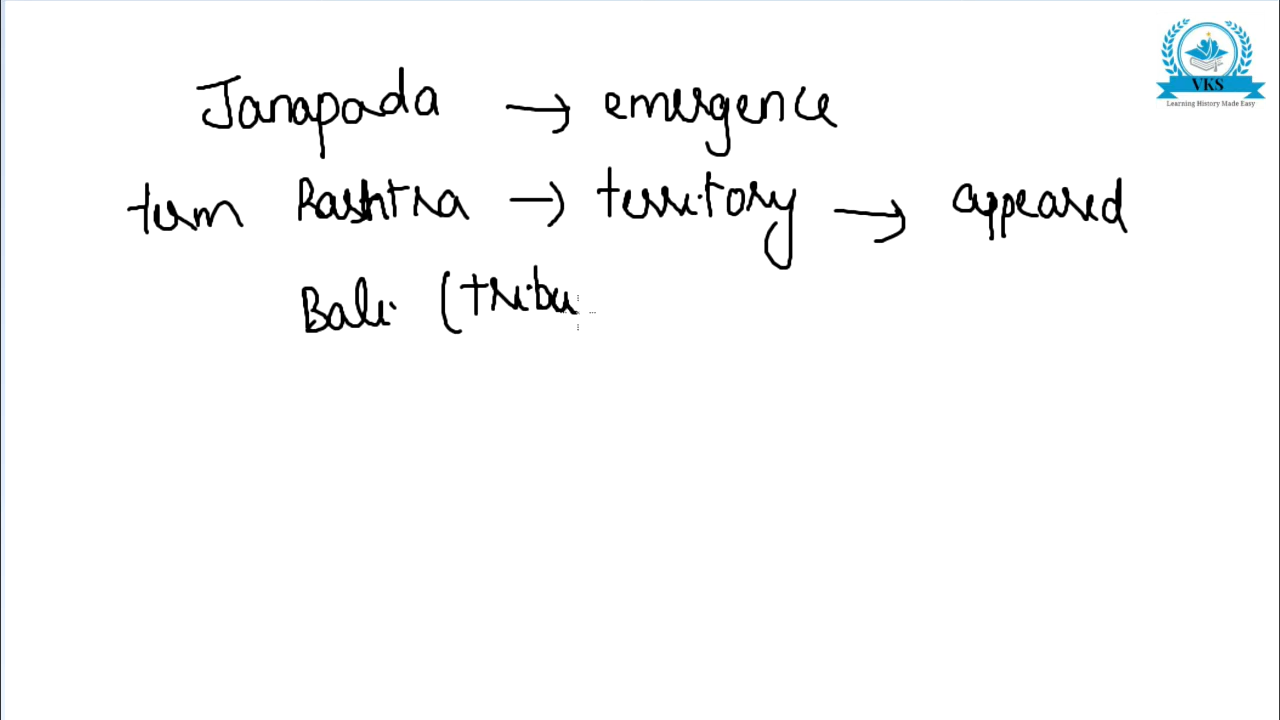 VKS
Learning History Made Easy
Janapada → emergence
term Rashtra → territory → appeared
Bali (tribu